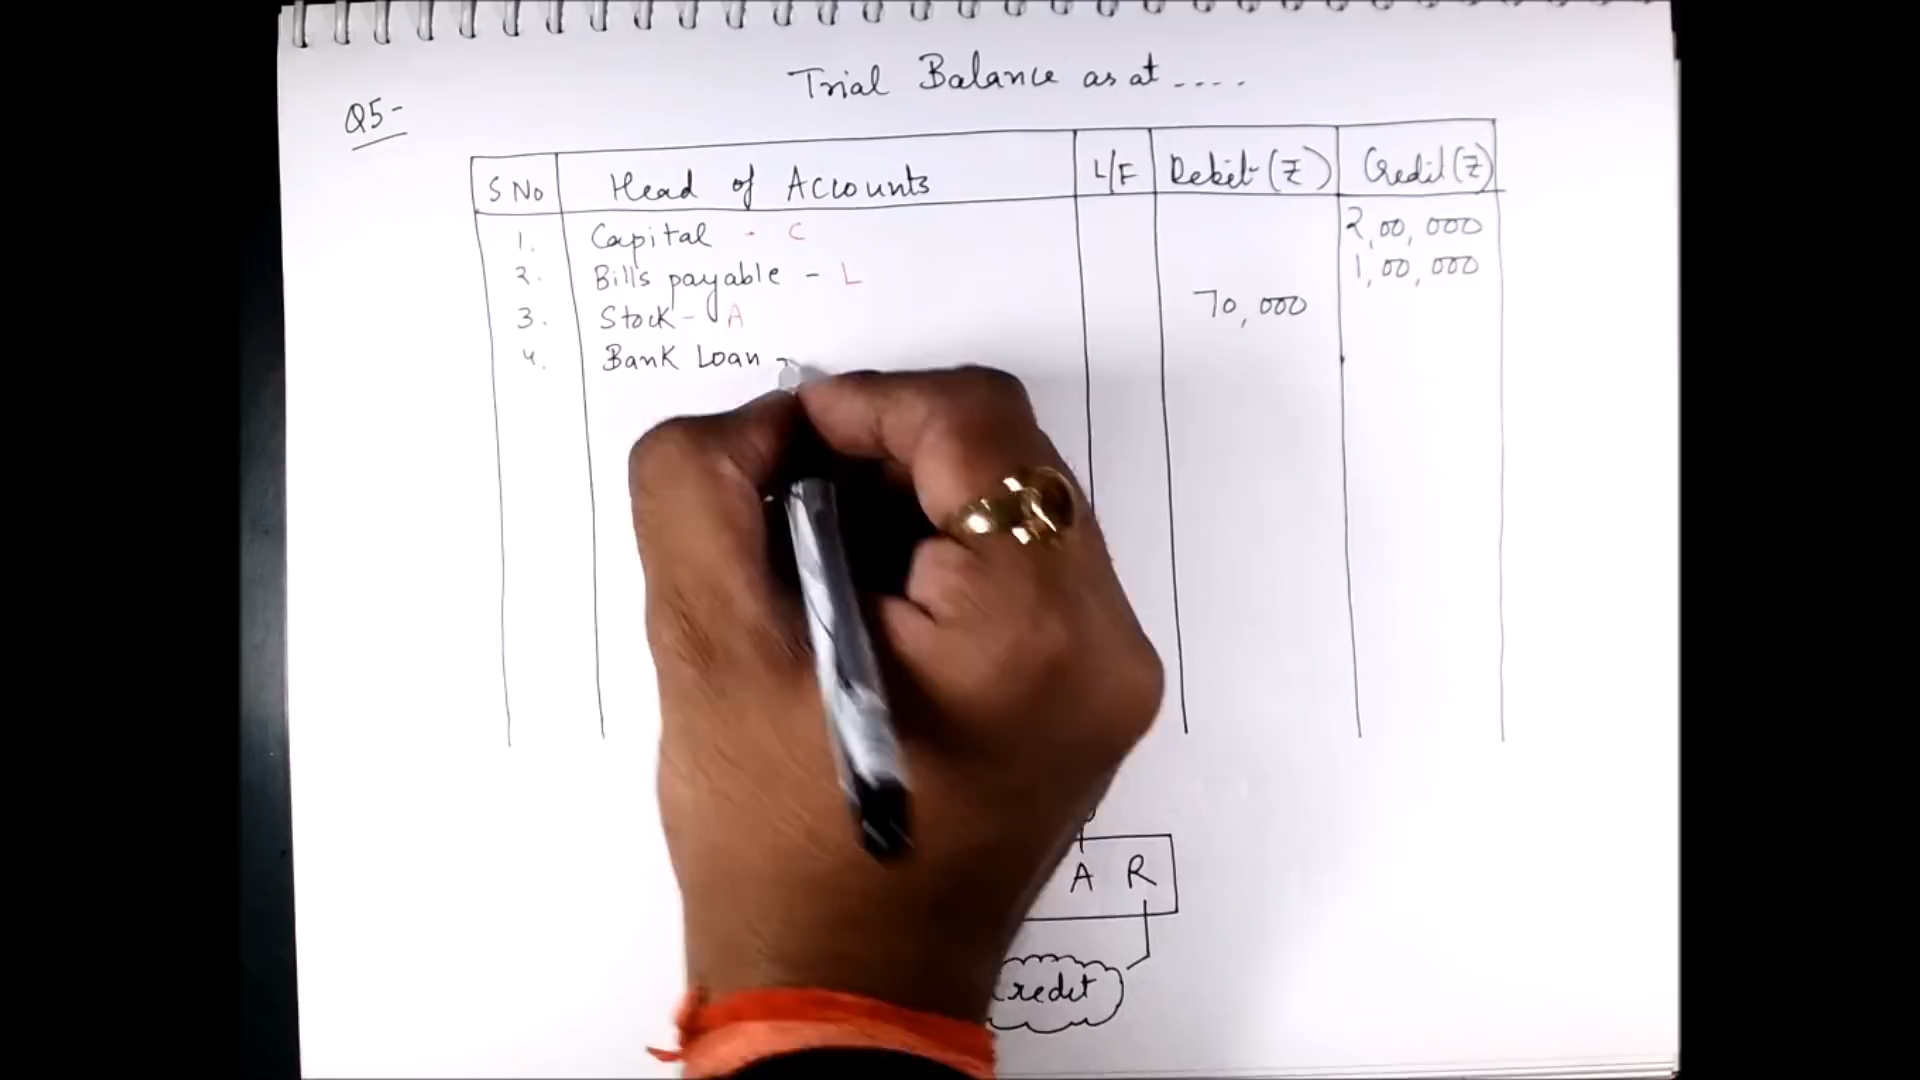 Trial Balance as at ....
Q5-
S No Head of Accounts L/F Debit (₹) Credit (₹)
1. Capital - C 2,00,000
2. Bills payable - L 1,00,000
3. Stock - A 70,000
4. Bank Loan -
A R
Credit